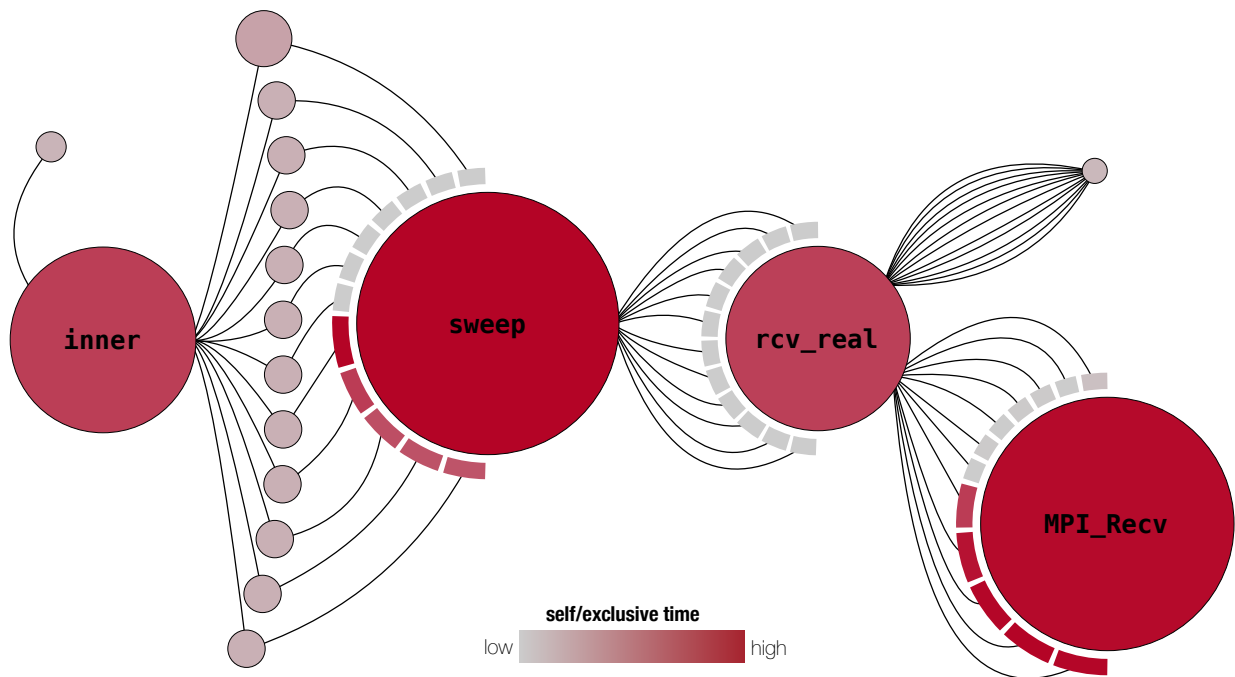 inner
sweep
rcv_real
MPI_Recv
self/exclusive time
low
high